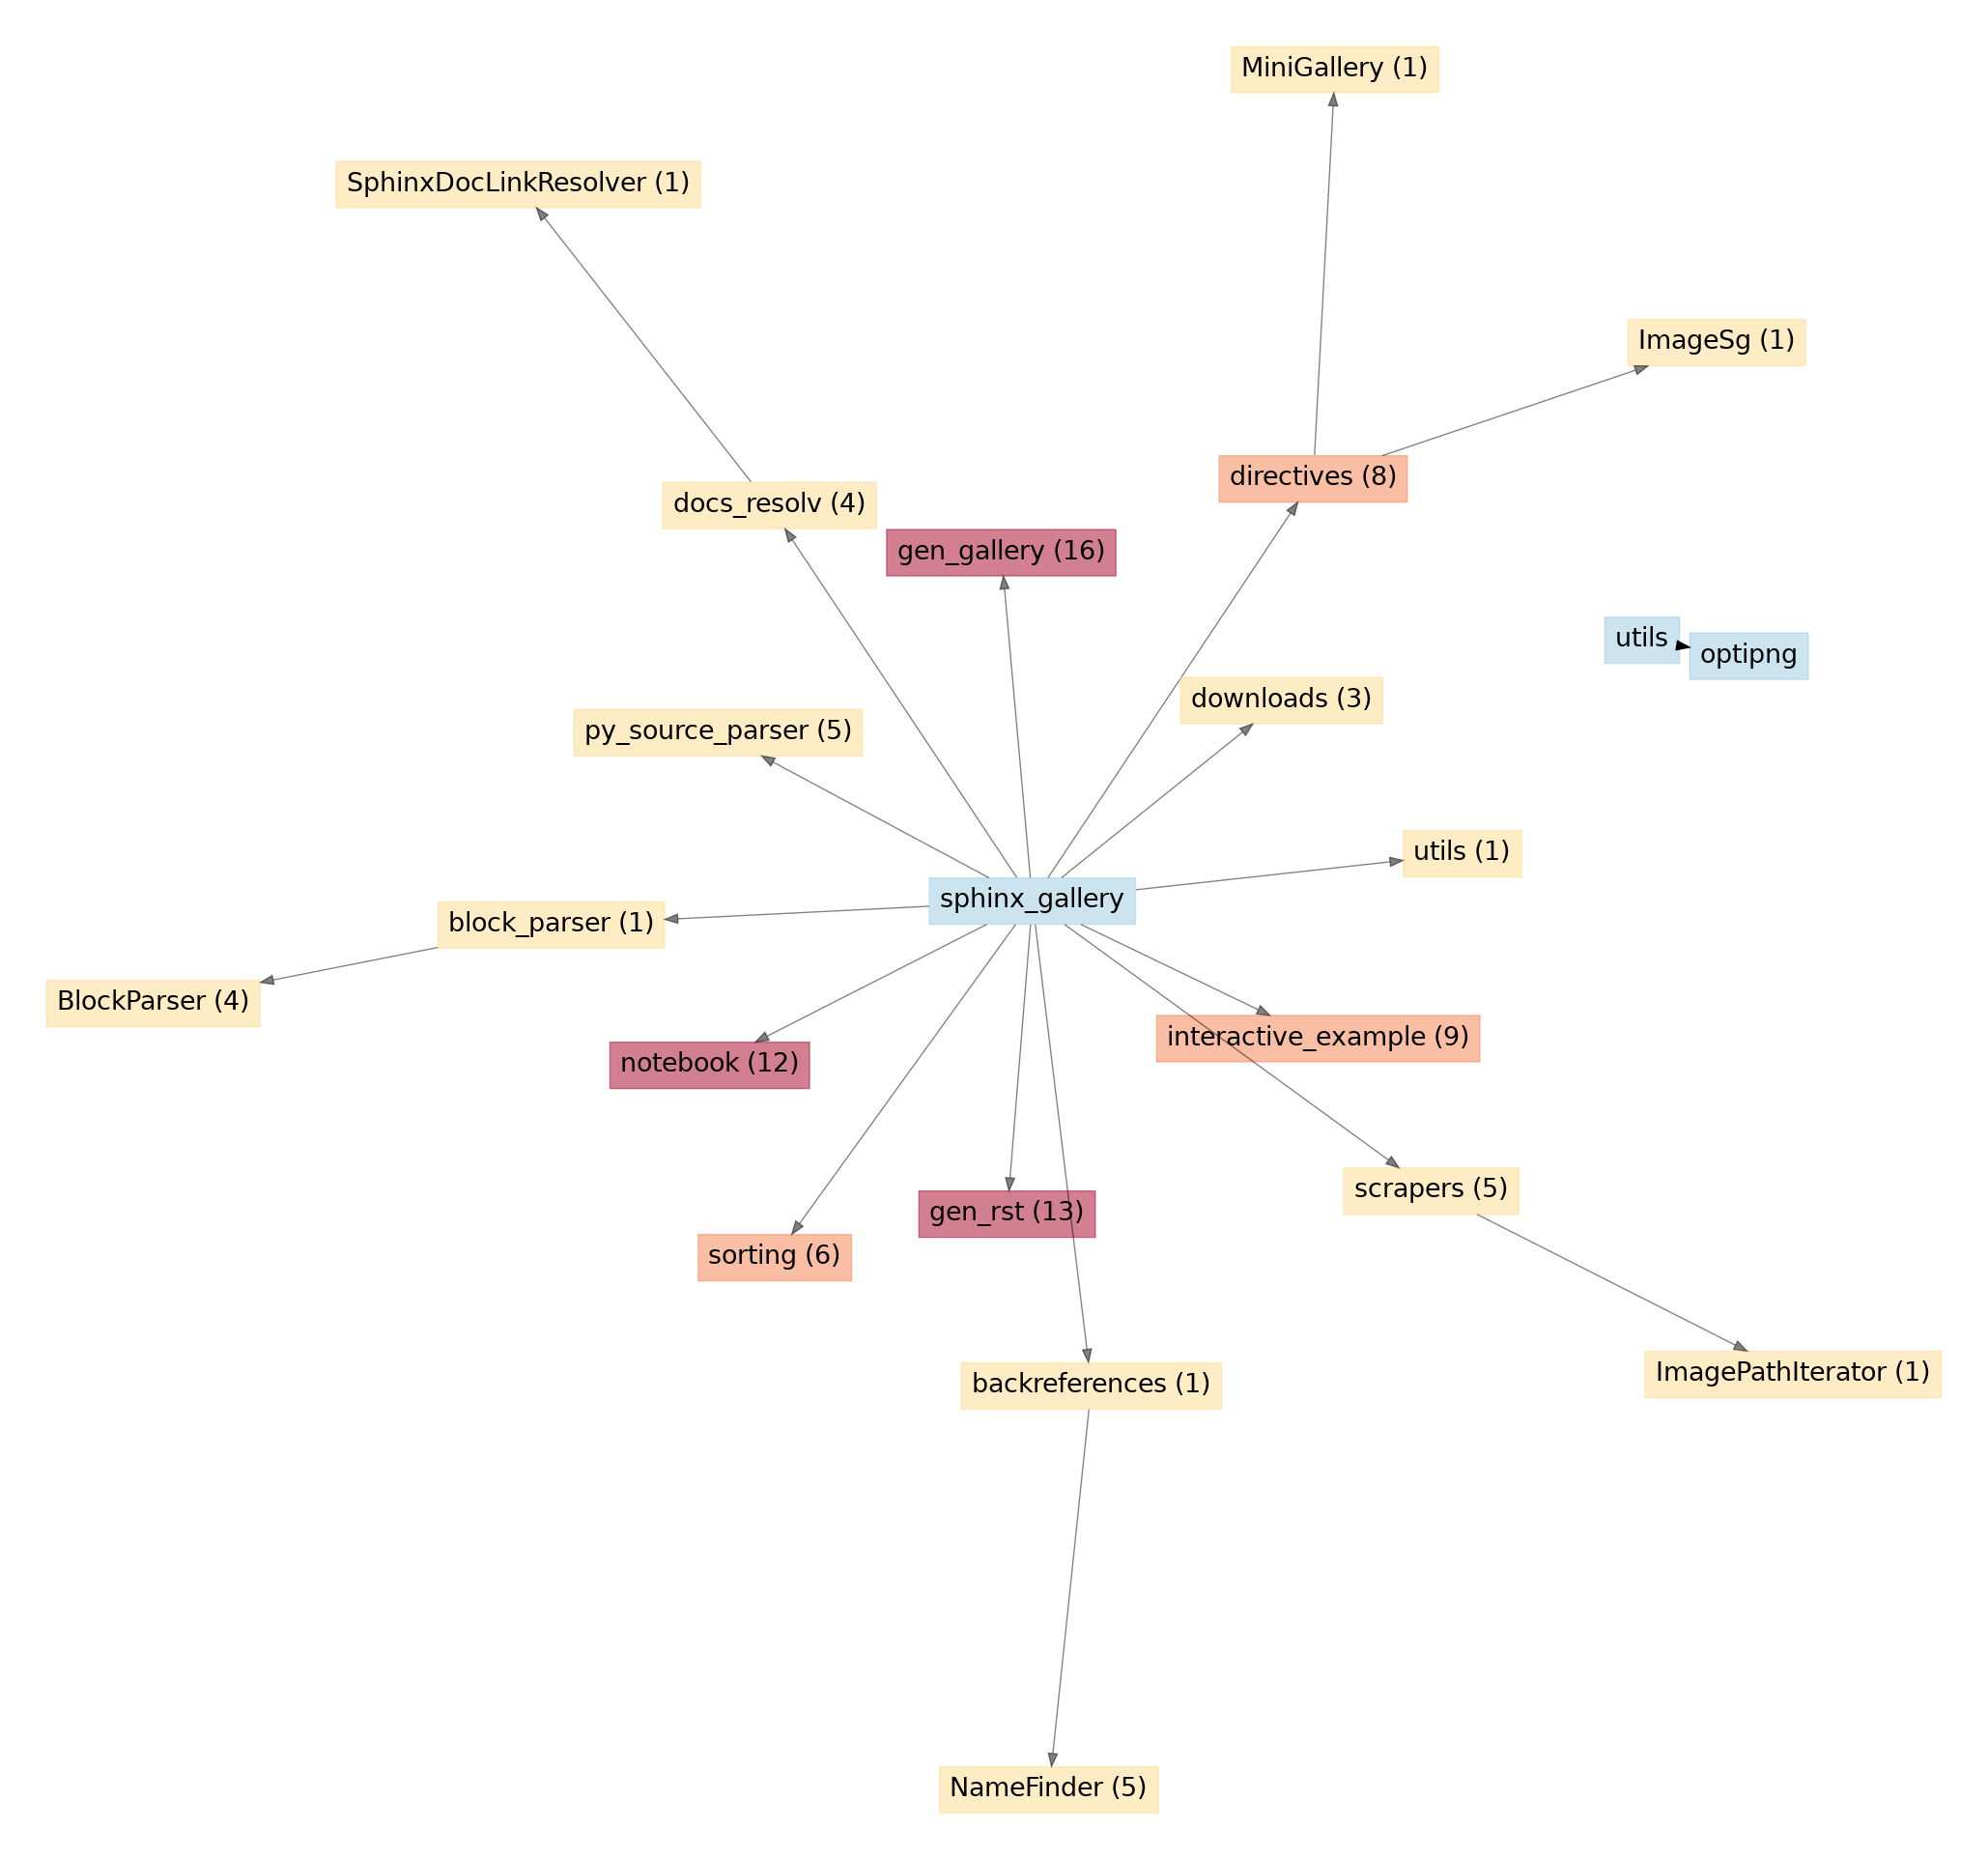 MiniGallery (1)
SphinxDocLinkResolver (1)
ImageSg (1)
directives (8)
docs_resolv (4)
gen_gallery (16)
utils
optipng
downloads (3)
py_source_parser (5)
utils (1)
sphinx_gallery
block_parser (1)
BlockParser (4)
interactive_example (9)
notebook (12)
scrapers (5)
gen_rst (13)
sorting (6)
ImagePathIterator (1)
backreferences (1)
NameFinder (5)